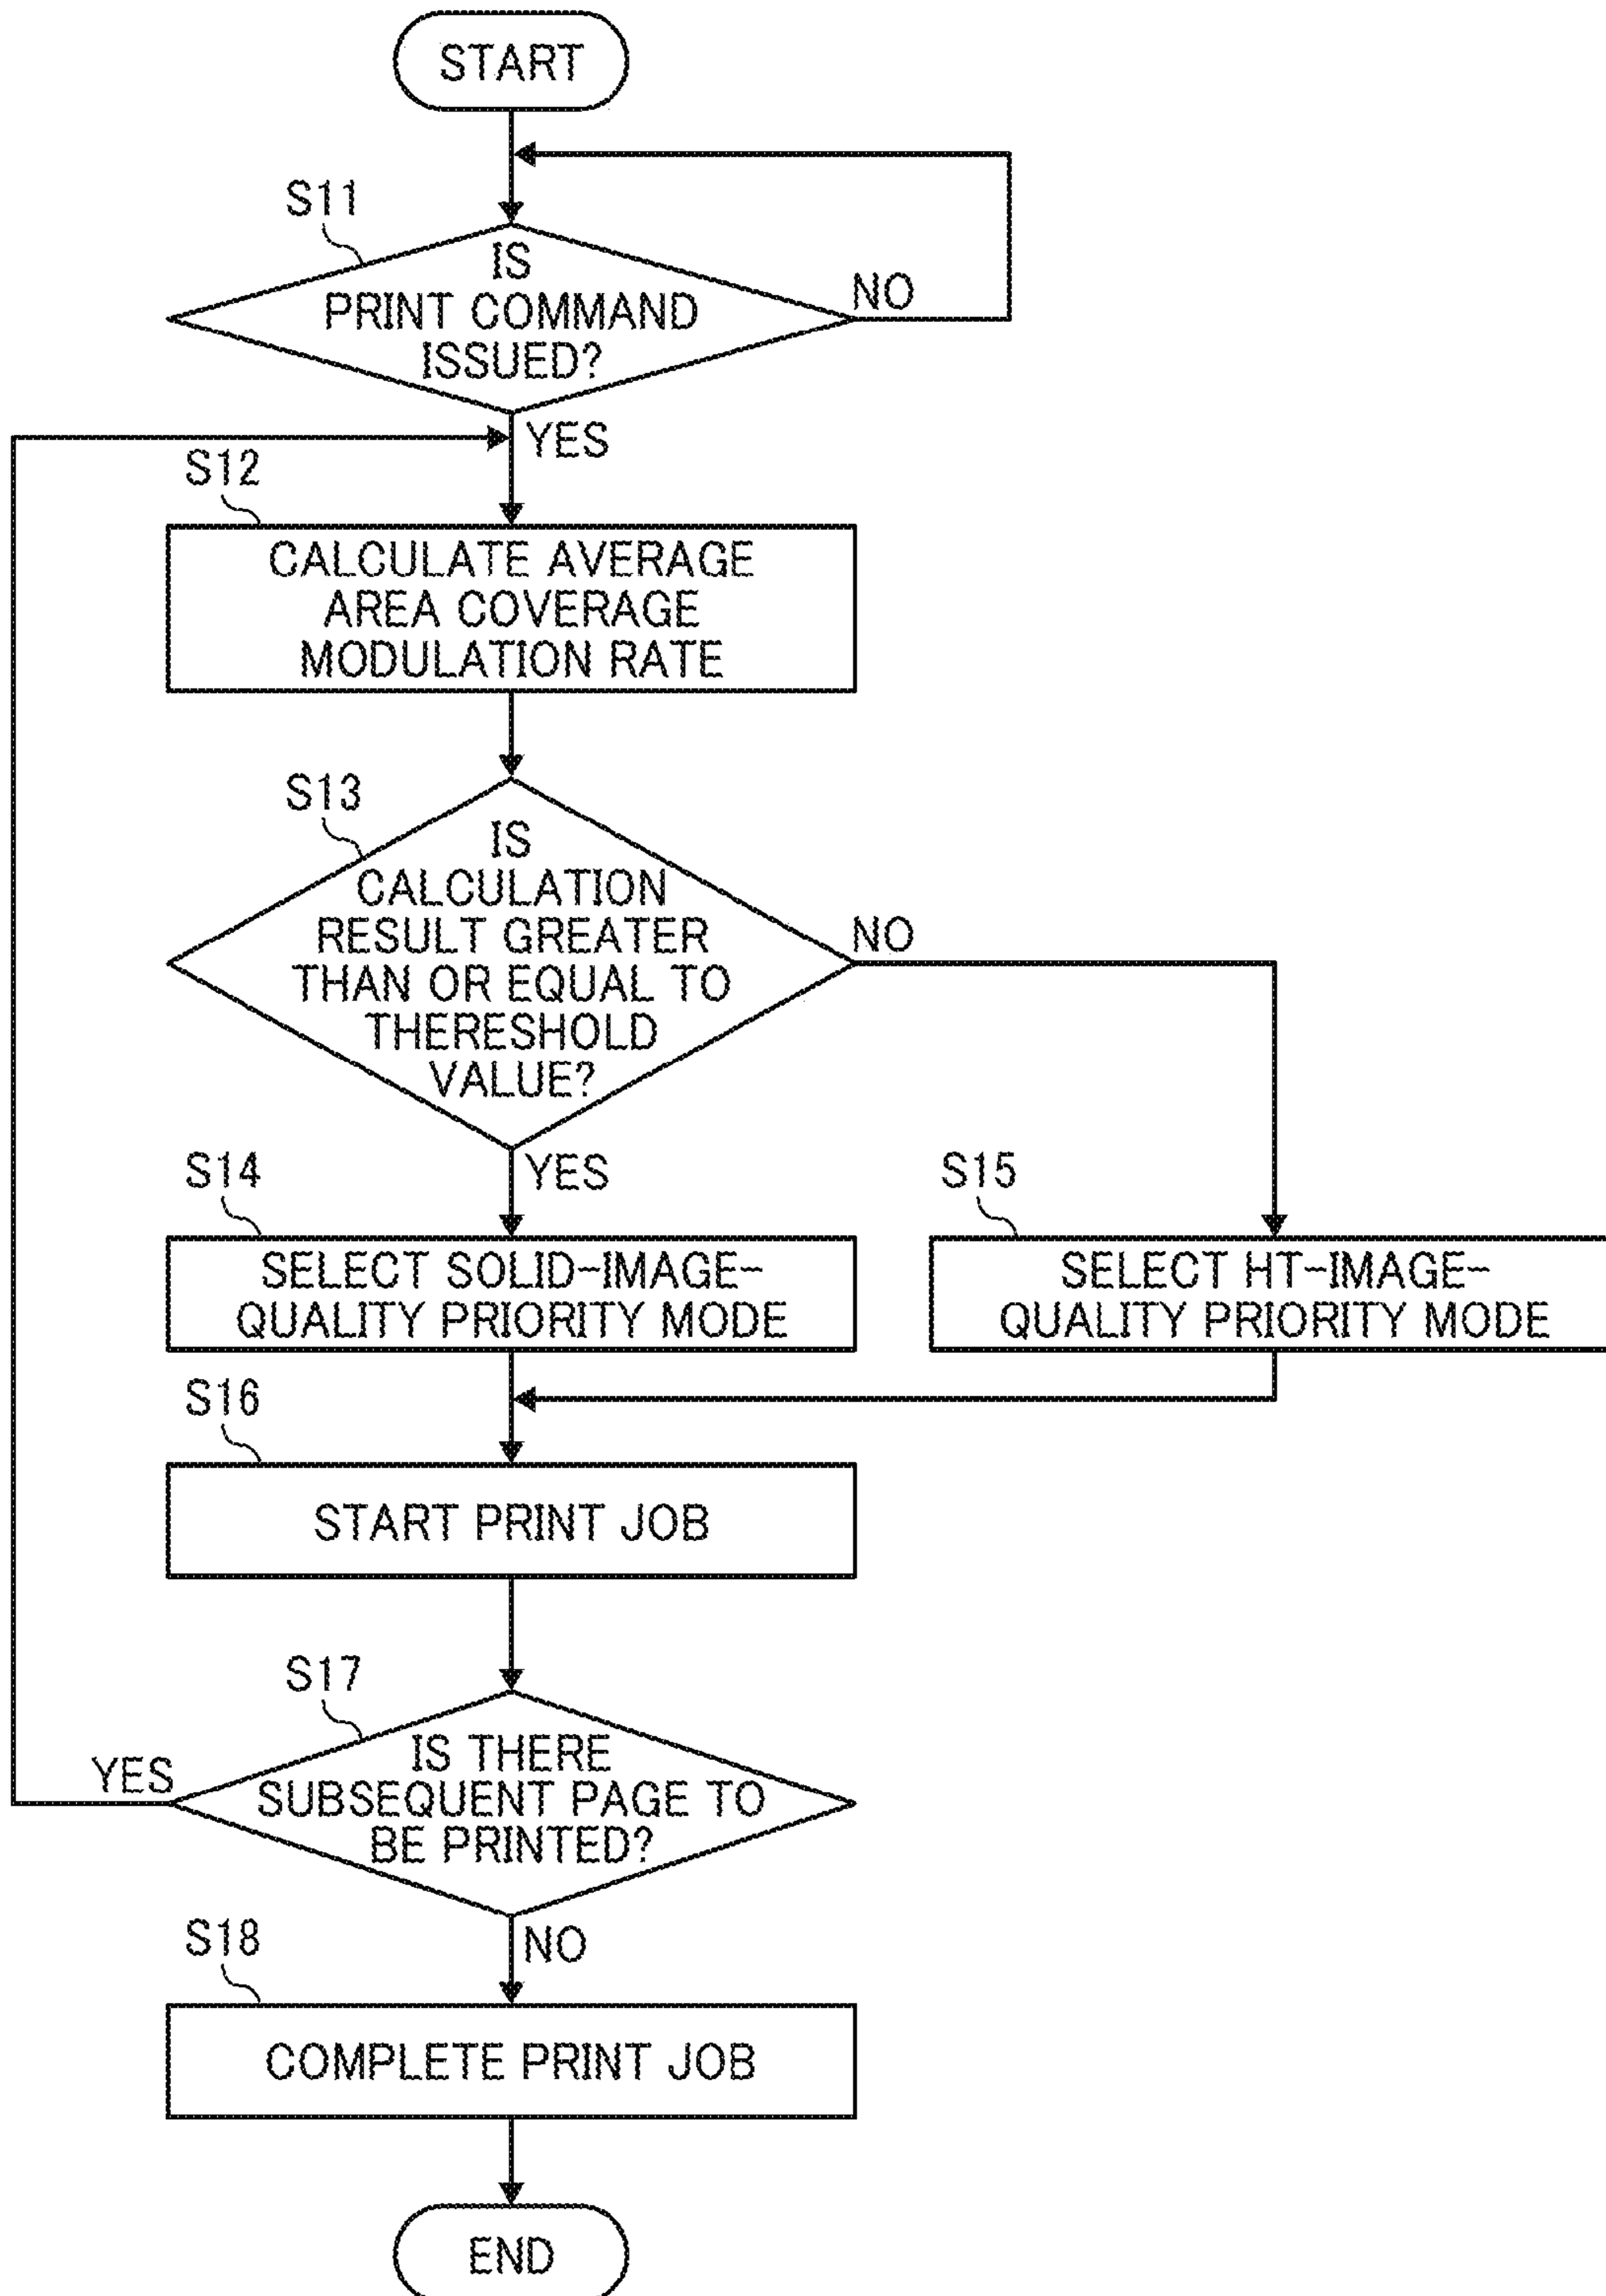 START
S11
IS
PRINT COMMAND
ISSUED?
NO
YES
S12
CALCULATE AVERAGE
AREA COVERAGE
MODULATION RATE
S13
IS
CALCULATION
RESULT GREATER
THAN OR EQUAL TO
THERESHOLD
VALUE?
NO
YES
S14
SELECT SOLID-IMAGE-
QUALITY PRIORITY MODE
S15
SELECT HT-IMAGE-
QUALITY PRIORITY MODE
S16
START PRINT JOB
S17
IS THERE
SUBSEQUENT PAGE TO
BE PRINTED?
YES
NO
S18
COMPLETE PRINT JOB
END